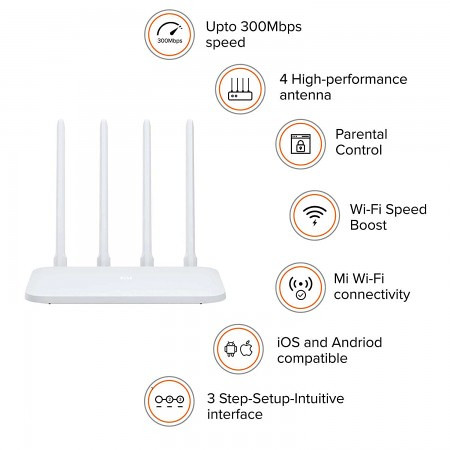 300Mbps
Upto 300Mbps
speed
4 High-performance
antenna
Parental
Control
Wi-Fi Speed
Boost
Mi Wi-Fi
connectivity
iOS and Andriod
compatible
3 Step-Setup-Intuitive
interface